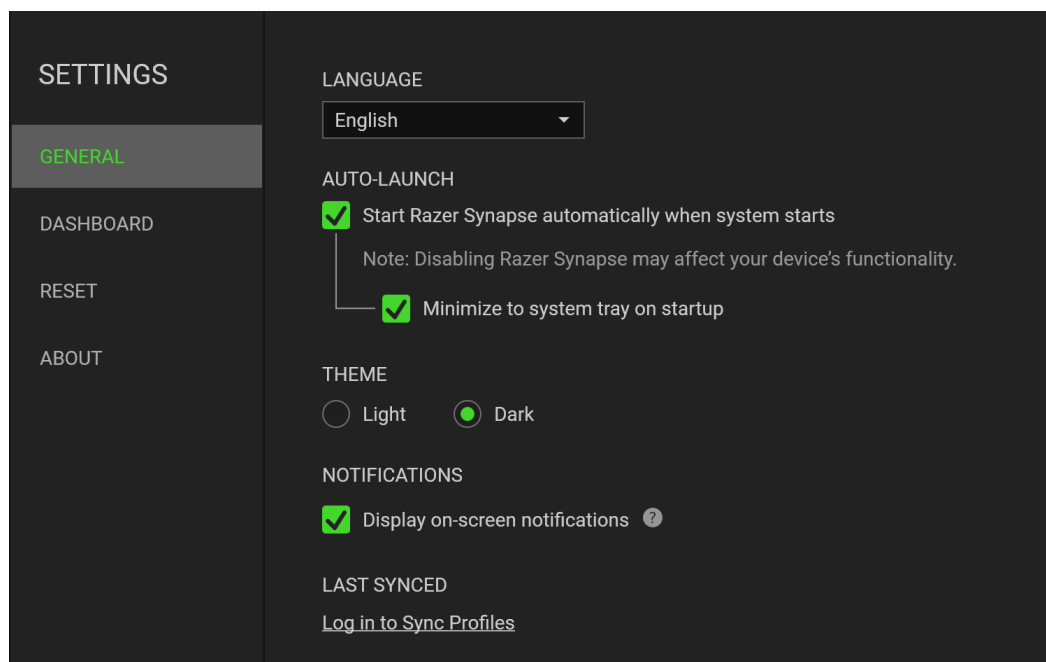 SETTINGS
GENERAL
DASHBOARD
RESET
ABOUT
LANGUAGE
English
AUTO-LAUNCH
Start Razer Synapse automatically when system starts
Note: Disabling Razer Synapse may affect your device’s functionality.
Minimize to system tray on startup
THEME
Light Dark
NOTIFICATIONS
Display on-screen notifications ?
LAST SYNCED
Log in to Sync Profiles